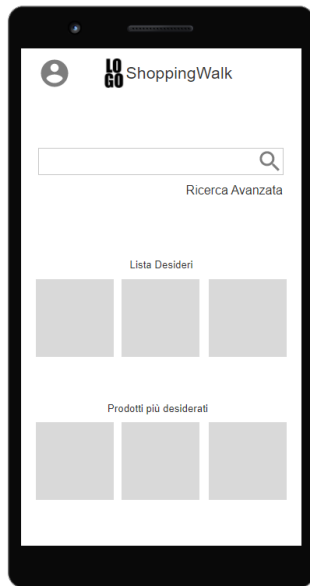 LO
GO ShoppingWalk
Ricerca Avanzata
Lista Desideri
Prodotti più desiderati